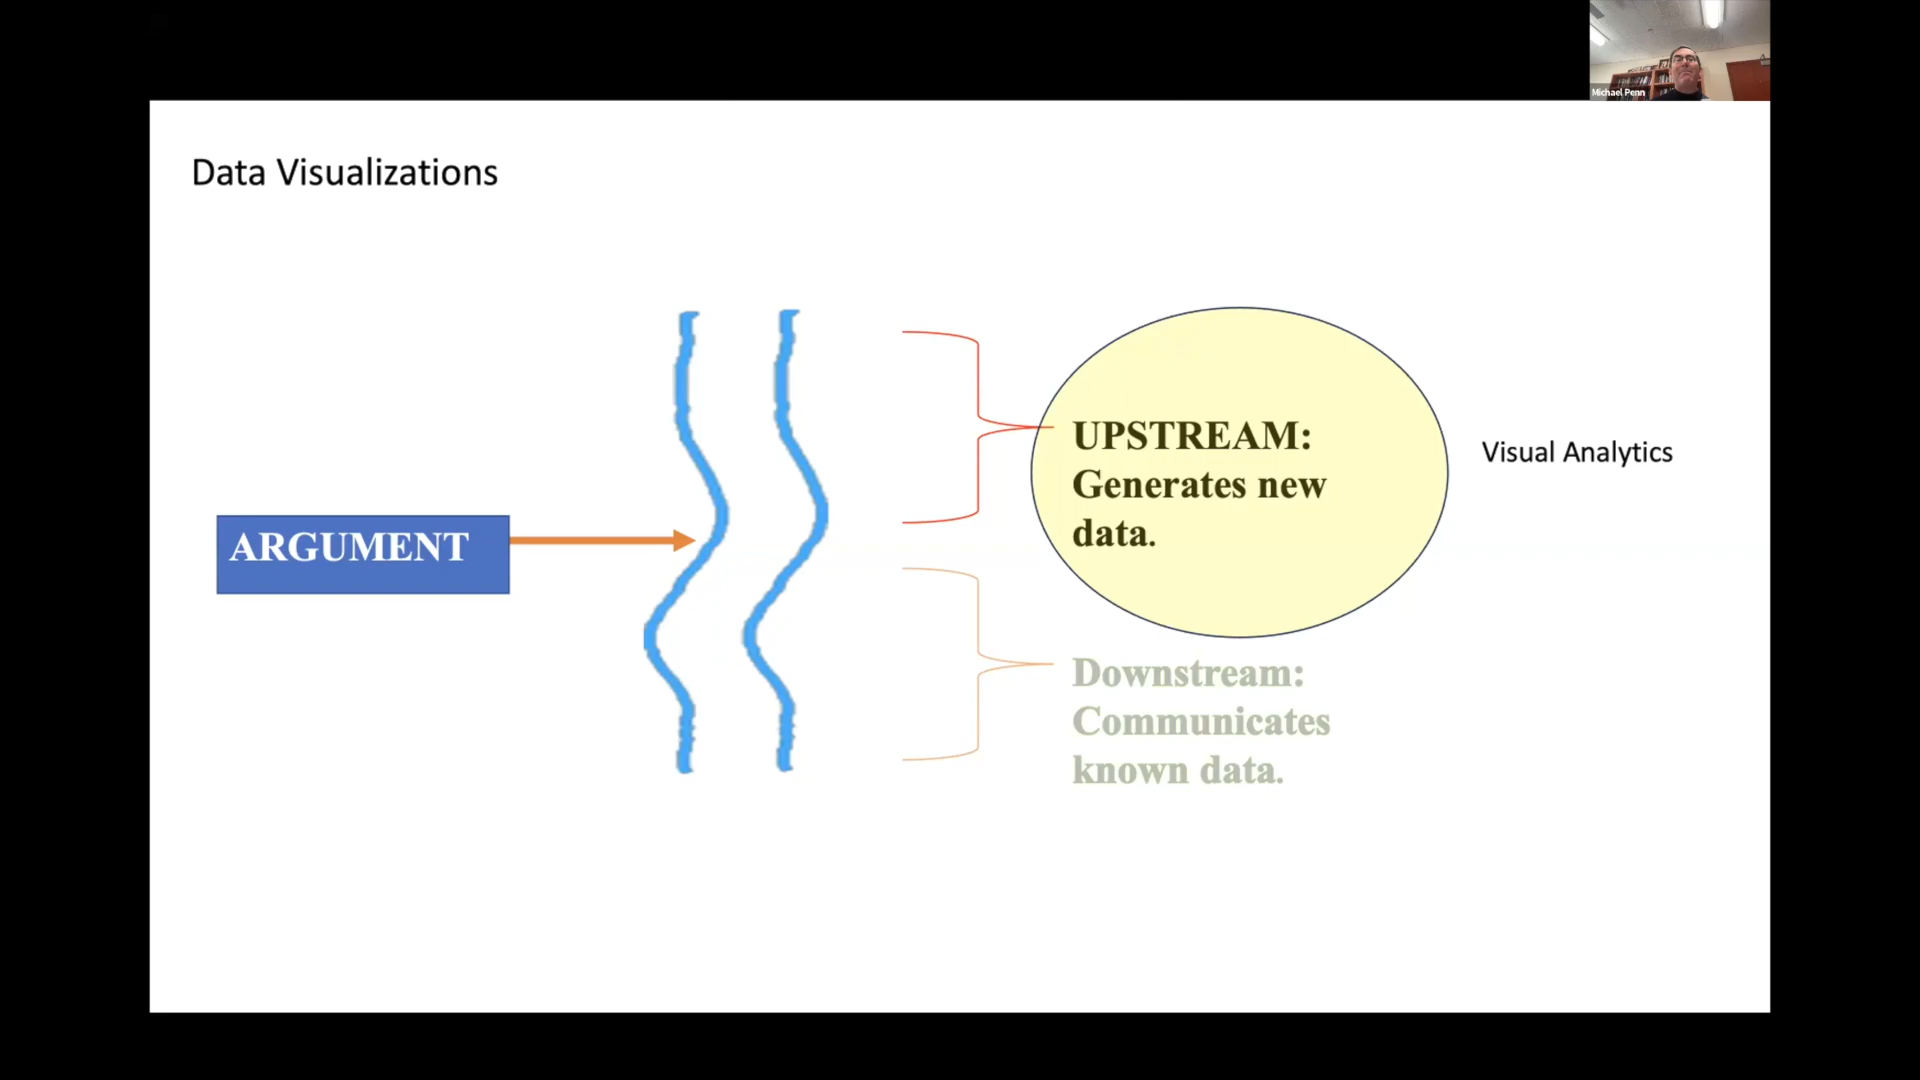 Michael Penn
Data Visualizations
ARGUMENT
UPSTREAM:
Generates new
data.
Visual Analytics
Downstream:
Communicates
known data.